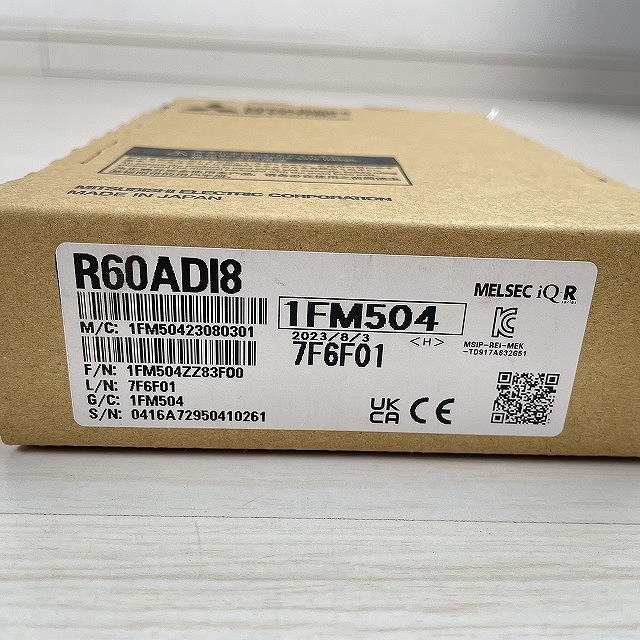 MITSUBISHI ELECTRIC CORPORATION
MADE IN JAPAN
R60ADI8
M/C: 1FM50423080301
F/N: 1FM504ZZ83F00
L/N: 7F6F01
G/C: 1FM504
S/N: 0416A72950410261
1FM504
2023/8/3
<H>
7F6F01
MELSEC iQ-R
MSIP-REI-MEK
-TD917A632651
UK
CA CE